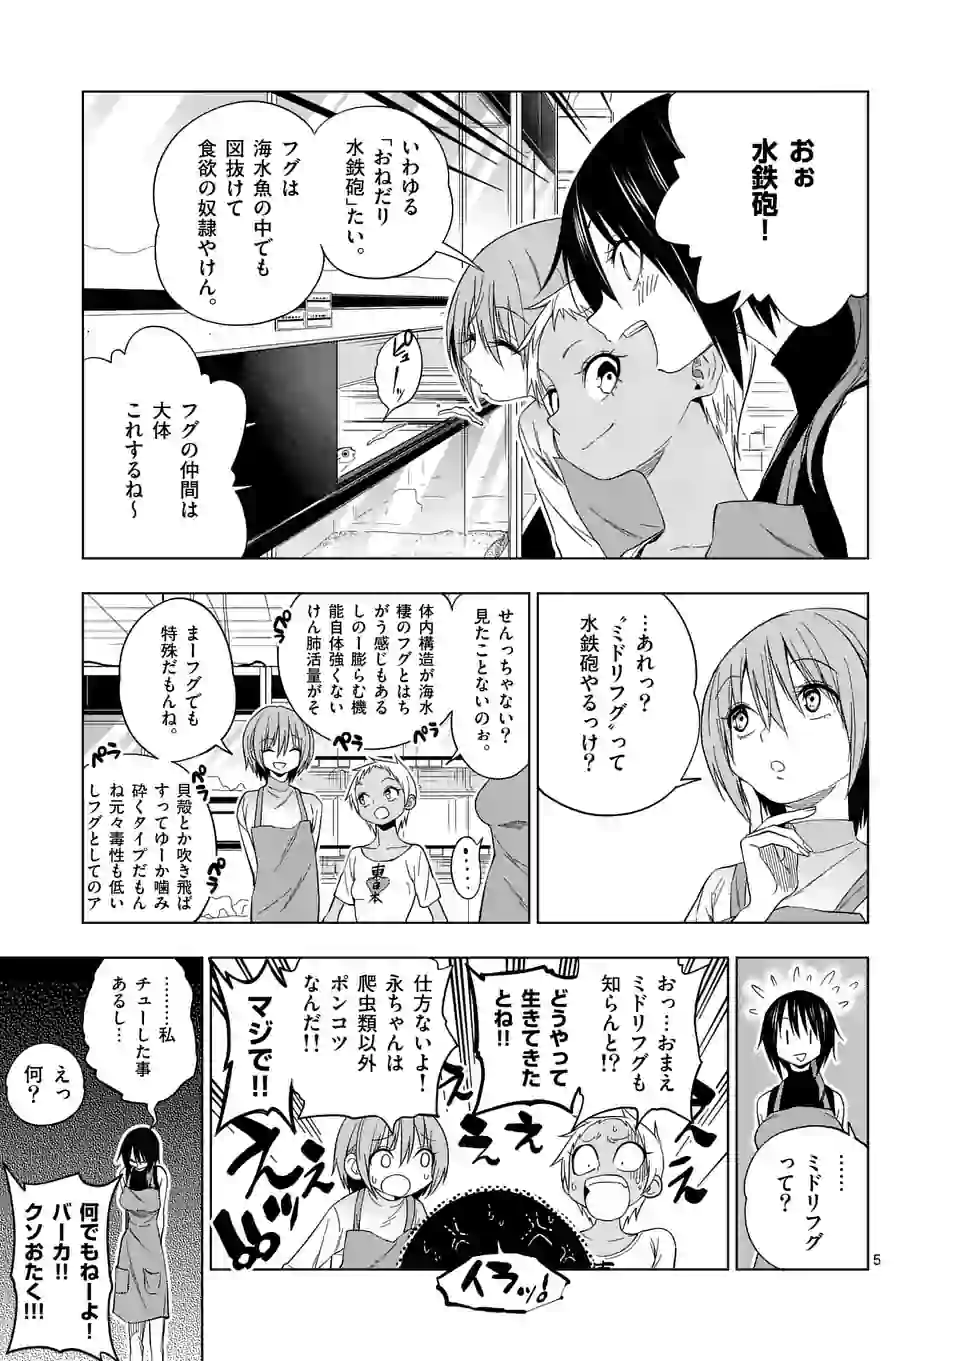 おぉ
水鉄砲！
いわゆる
「おねだり
水鉄砲」たい。
フグは
海水魚の中でも
図抜けて
食欲の奴隷やけん。
ピューッ
フグの仲間は
大体
これするね〜
…あれっ？
〝ミドリフグ〟って
水鉄砲やるっけ？
せんっちゃない？
見たことないのぉ。
体内構造が海水
棲のフグとはち
がう感じもある
しのー膨らむ機
能自体強くない
けん肺活量がそ
ぺらぺら
まーフグでも
特殊だもんね。
ぺらぺら
貝殻とか吹き飛ば
すってゆーか噛み
砕くタイプだもん
ね元々毒性も低い
しフグとしてのア
・・・・・
東日本
……
ミドリフグ
って？
おっ…おまえ
ミドリフグも
知らんと！？
どうやって
生きてきた
とね！！
仕方ないよ！
永ちゃんは
爬虫類以外
ポンコツ
なんだ！！
マジで！！
ええぇ
ええぇえ゛っ！！
イラッ！
………私
チューした事
あるし…
えっ
何？
何でもねーよ！
バーカ！！
クソおたく！！！
5